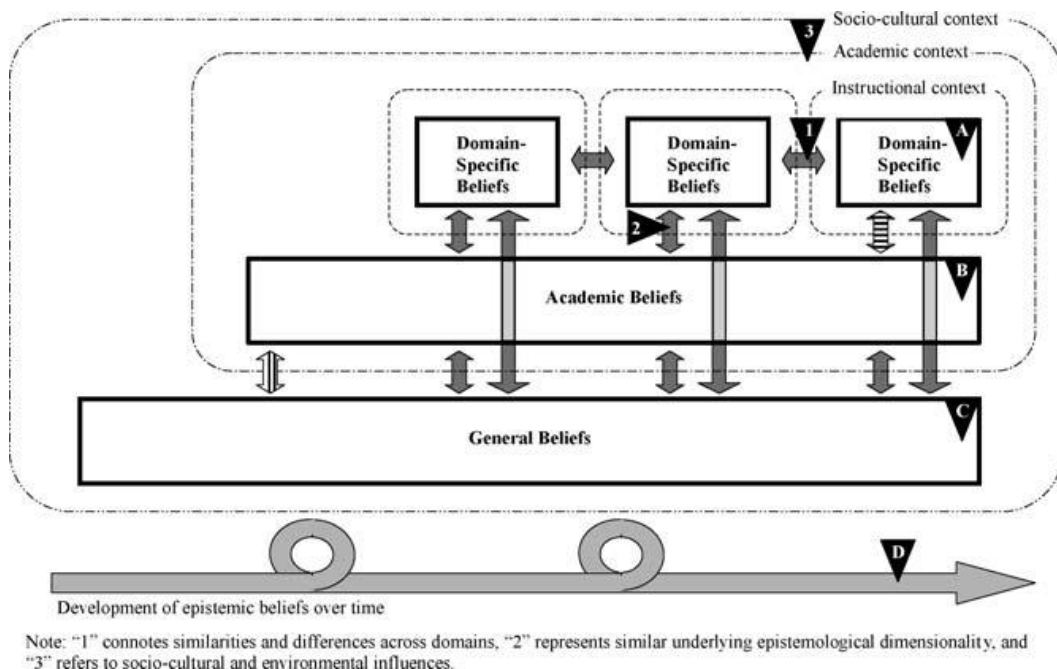 3
Socio-cultural context
Academic context
Instructional context
Domain-
Specific
Beliefs
Domain-
Specific
Beliefs
1
Domain-
Specific
Beliefs
A
2
B
Academic Beliefs
C
General Beliefs
D
Development of epistemic beliefs over time
Note: “1” connotes similarities and differences across domains, “2” represents similar underlying epistemological dimensionality, and
“3” refers to socio-cultural and environmental influences.